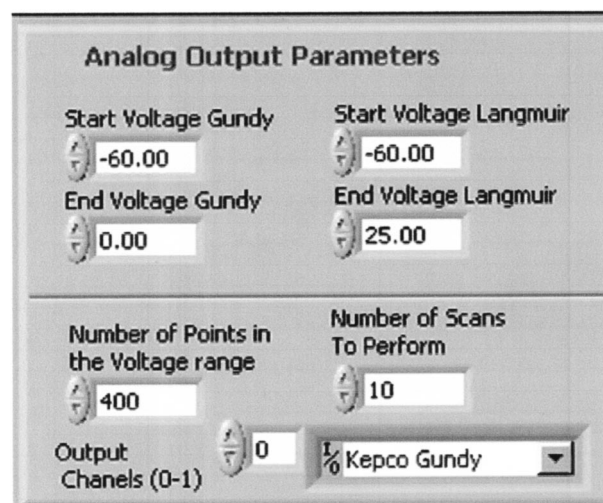 Analog Output Parameters
Start Voltage Gundy
-60.00
Start Voltage Langmuir
-60.00
End Voltage Gundy
0.00
End Voltage Langmuir
25.00
Number of Points in
the Voltage range
400
Number of Scans
To Perform
10
Output
Chanels (0-1)
0
I/O Kepco Gundy